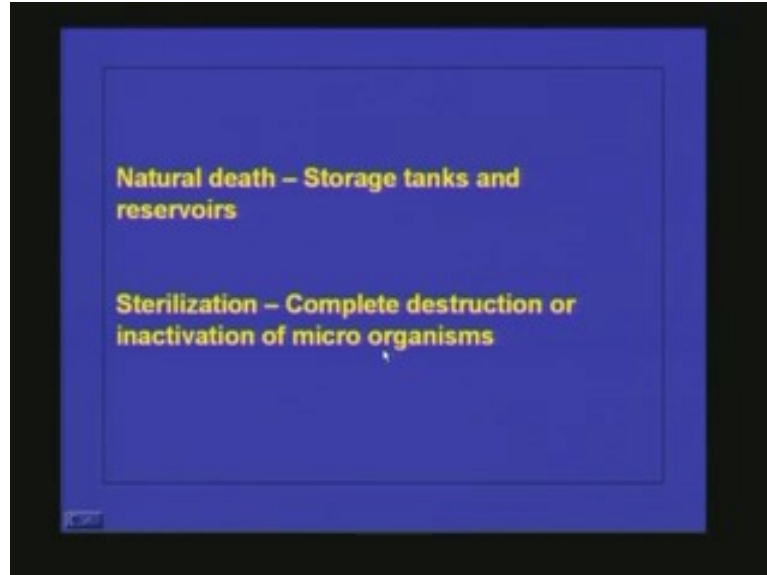 Natural death – Storage tanks and
reservoirs
Sterilization – Complete destruction or
inactivation of micro organisms